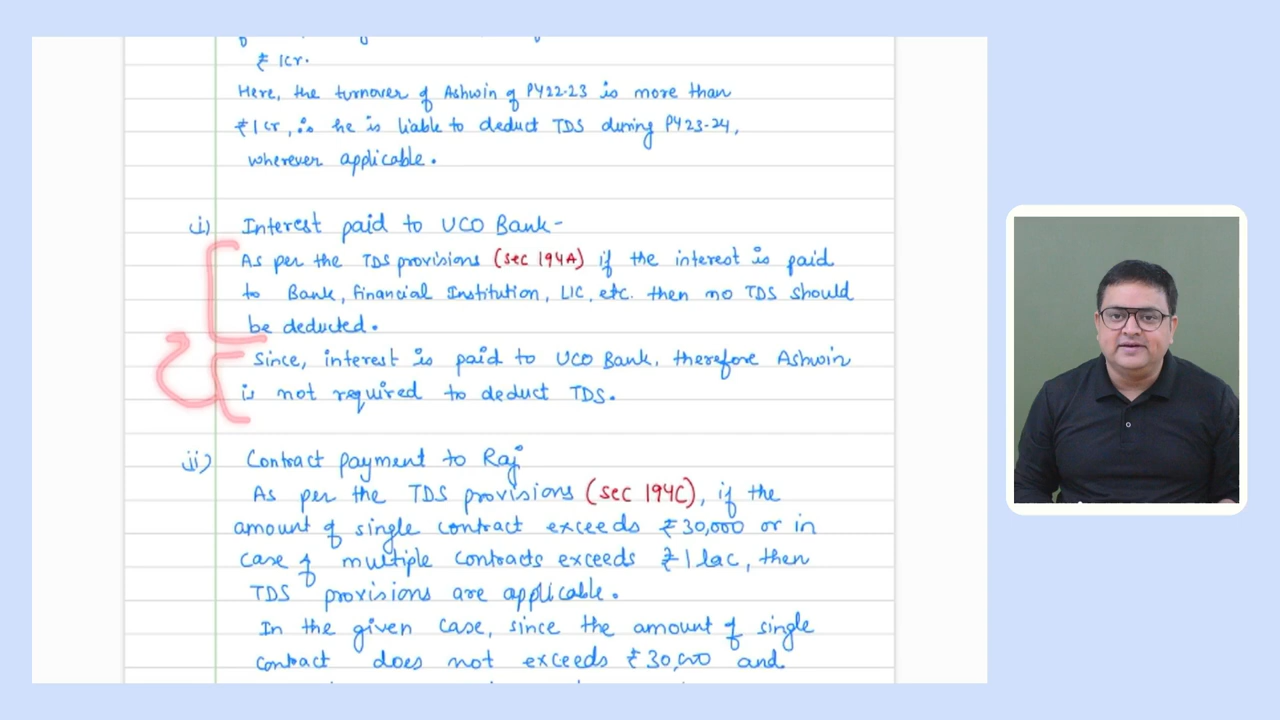 ₹ 1cr.
Here, the turnover of Ashwin of PY22-23 is more than
₹1cr, ∴ he is liable to deduct TDS during PY23-24,
wherever applicable.
i) Interest paid to UCO Bank-
As per the TDS provisions (sec 194A) if the interest is paid
to Bank, Financial Institution, LIC, etc. then no TDS should
be deducted.
Since, interest is paid to UCO Bank, therefore Ashwin
is not required to deduct TDS.
ii) Contract payment to Raj
As per the TDS provisions (sec 194C), if the
amount of single contract exceeds ₹30,000 or in
case of multiple contracts exceeds ₹1 lac, then
TDS provisions are applicable.
In the given case, since the amount of single
contract does not exceeds ₹30,000 and